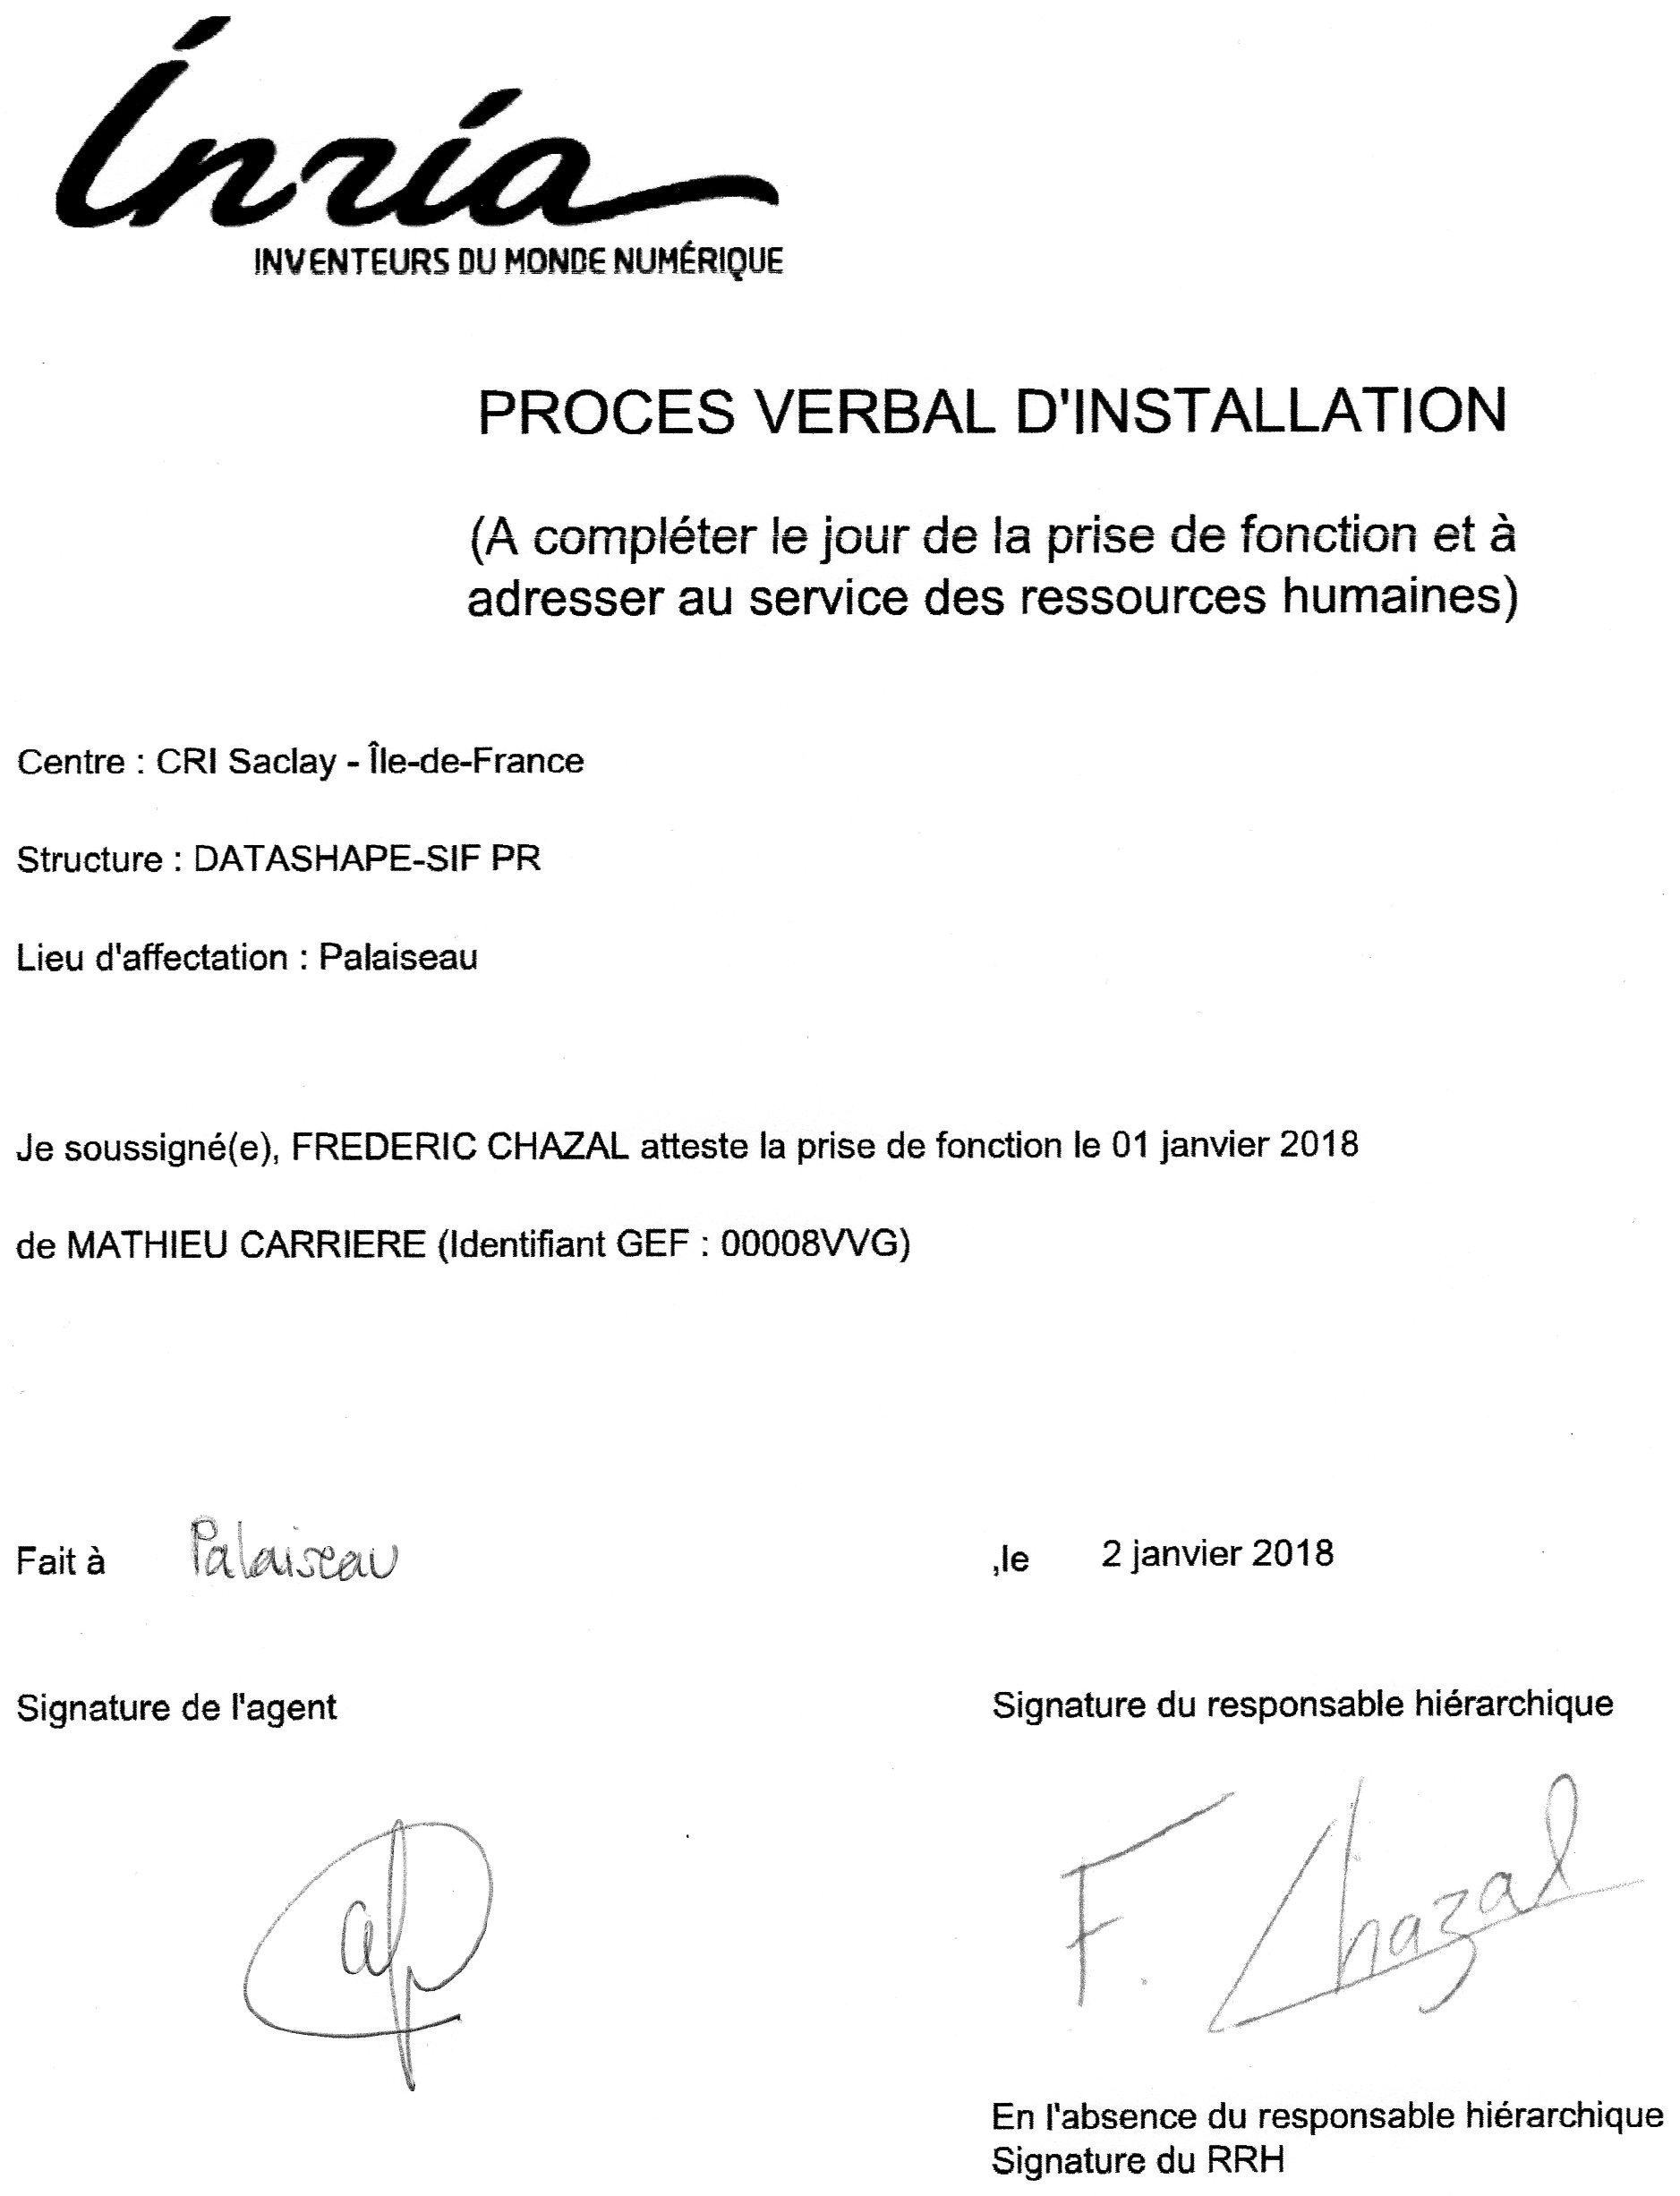 Inria
INVENTEURS DU MONDE NUMÉRIQUE
PROCES VERBAL D'INSTALLATION
(A compléter le jour de la prise de fonction et à
adresser au service des ressources humaines)
Centre : CRI Saclay - Île-de-France
Structure : DATASHAPE-SIF PR
Lieu d'affectation : Palaiseau
Je soussigné(e), FREDERIC CHAZAL atteste la prise de fonction le 01 janvier 2018
de MATHIEU CARRIERE (Identifiant GEF : 00008VVG)
Fait à Palaiseau ,le 2 janvier 2018
Signature de l'agent Signature du responsable hiérarchique
F. Chazal
En l'absence du responsable hiérarchique
Signature du RRH